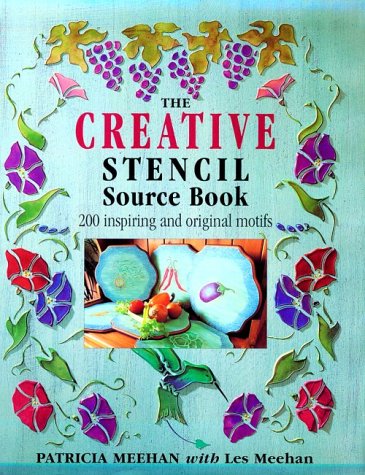 THE
CREATIVE
STENCIL
Source Book
200 inspiring and original motifs
PATRICIA MEEHAN with Les Meehan